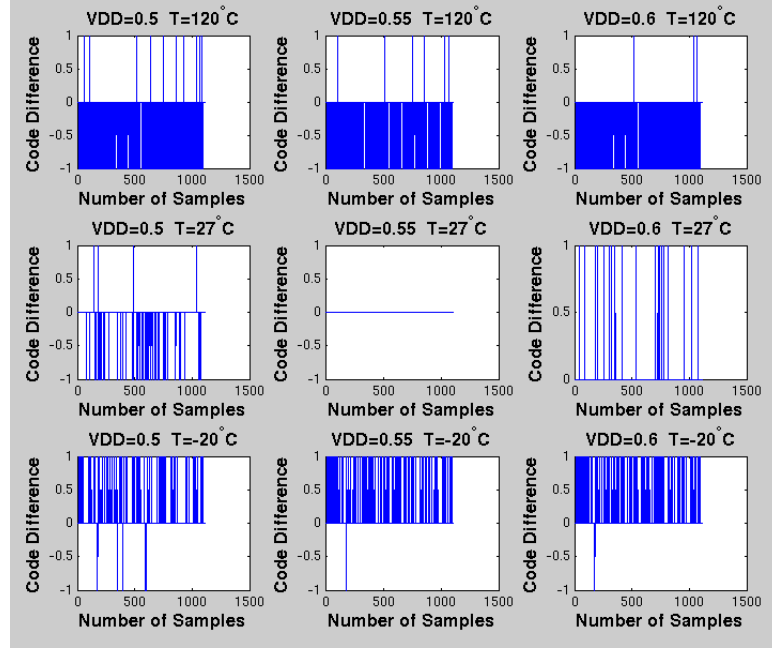 VDD=0.5 T=120°C
VDD=0.55 T=120°C
VDD=0.6 T=120°C
Code Difference
1
0.5
0
-0.5
-1
0 500 1000 1500
Number of Samples
Code Difference
1
0.5
0
-0.5
-1
0 500 1000 1500
Number of Samples
Code Difference
1
0.5
0
-0.5
-1
0 500 1000 1500
Number of Samples
VDD=0.5 T=27°C
VDD=0.55 T=27°C
VDD=0.6 T=27°C
Code Difference
1
0.5
0
-0.5
-1
0 500 1000 1500
Number of Samples
Code Difference
1
0.5
0
-0.5
-1
0 500 1000 1500
Number of Samples
Code Difference
1
0.5
0
0 500 1000 1500
Number of Samples
VDD=0.5 T=-20°C
VDD=0.55 T=-20°C
VDD=0.6 T=-20°C
Code Difference
1
0.5
0
-0.5
-1
0 500 1000 1500
Number of Samples
Code Difference
1
0.5
0
-0.5
-1
0 500 1000 1500
Number of Samples
Code Difference
1
0.5
0
-0.5
-1
0 500 1000 1500
Number of Samples